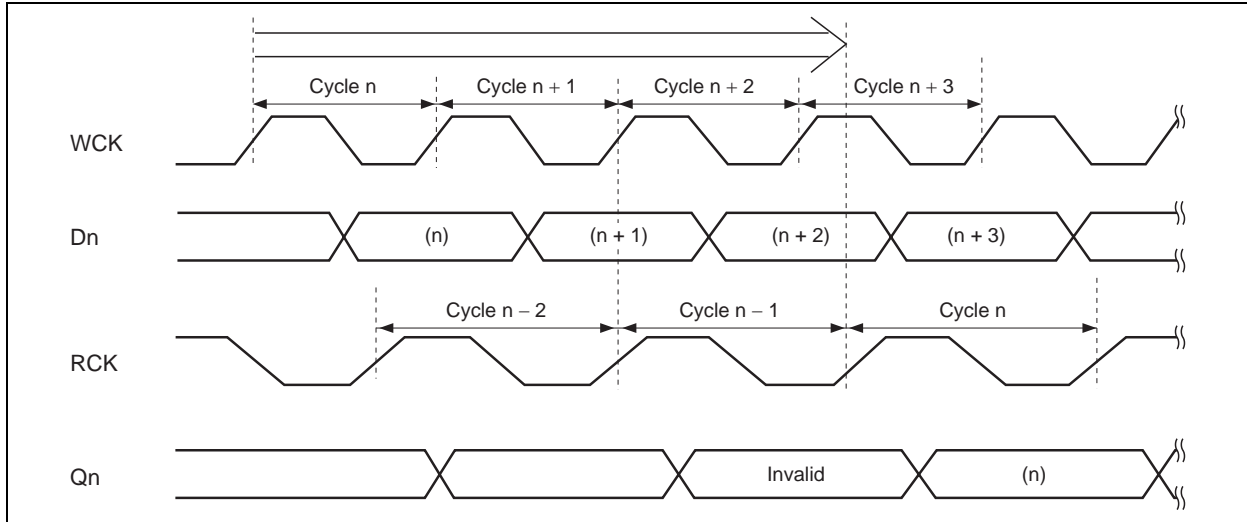 Cycle n Cycle n + 1 Cycle n + 2 Cycle n + 3
WCK
Dn (n) (n + 1) (n + 2) (n + 3)
Cycle n − 2 Cycle n − 1 Cycle n
RCK
Qn Invalid (n)